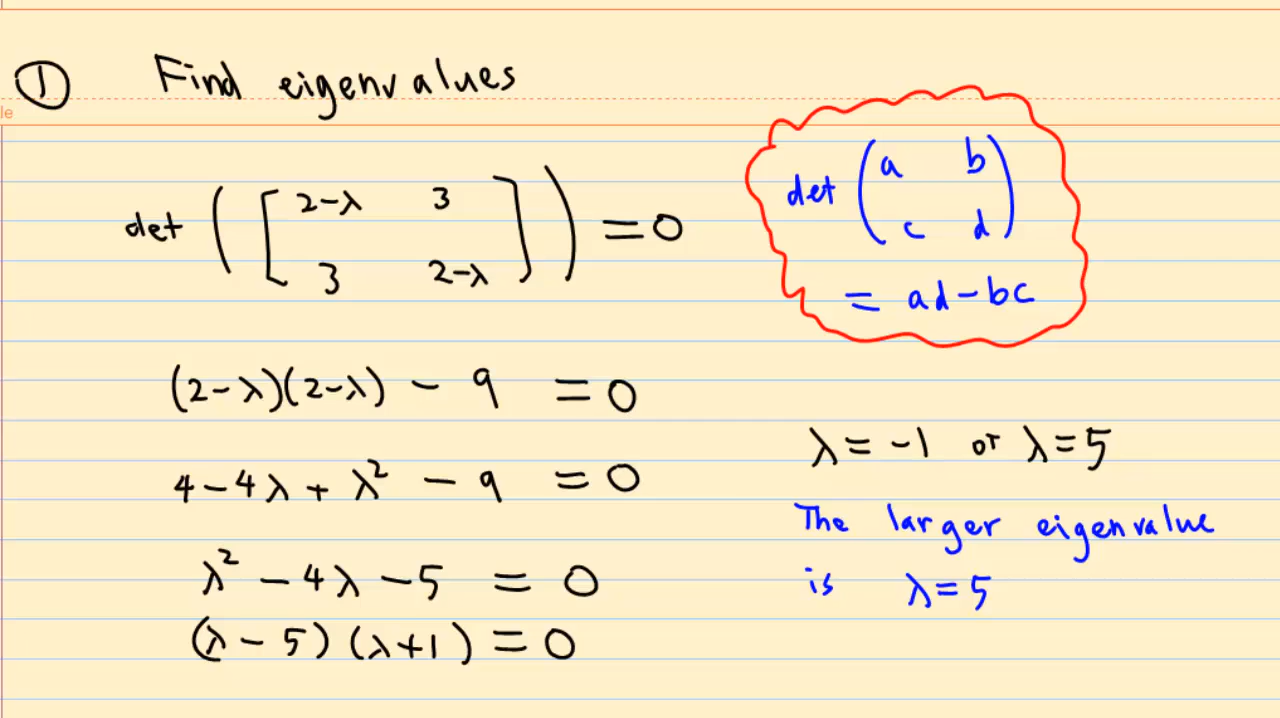 ① Find eigenvalues
le
det ( [ 2-λ 3
3 2-λ ] ) = 0
det ( a b
c d )
= ad - bc
(2-λ)(2-λ) - 9 = 0
4 - 4λ + λ² - 9 = 0
λ² - 4λ - 5 = 0
(λ - 5) (λ+1) = 0
λ = -1 or λ = 5
The larger eigenvalue
is λ = 5